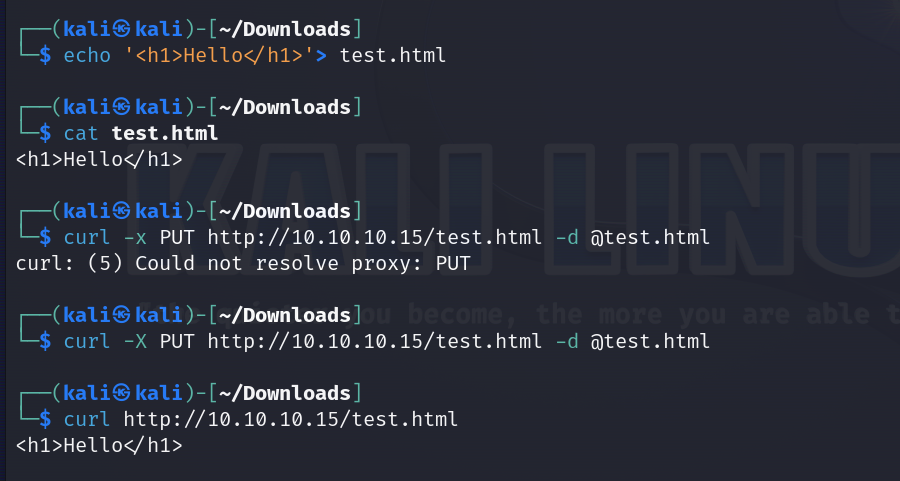 ┌──(kali㉿kali)-[~/Downloads]
└─$ echo '<h1>Hello</h1>'> test.html
┌──(kali㉿kali)-[~/Downloads]
└─$ cat test.html
<h1>Hello</h1>
┌──(kali㉿kali)-[~/Downloads]
└─$ curl -x PUT http://10.10.10.15/test.html -d @test.html
curl: (5) Could not resolve proxy: PUT
┌──(kali㉿kali)-[~/Downloads]
└─$ curl -X PUT http://10.10.10.15/test.html -d @test.html
┌──(kali㉿kali)-[~/Downloads]
└─$ curl http://10.10.10.15/test.html
<h1>Hello</h1>
KALI LINU
you become, the more you are able t